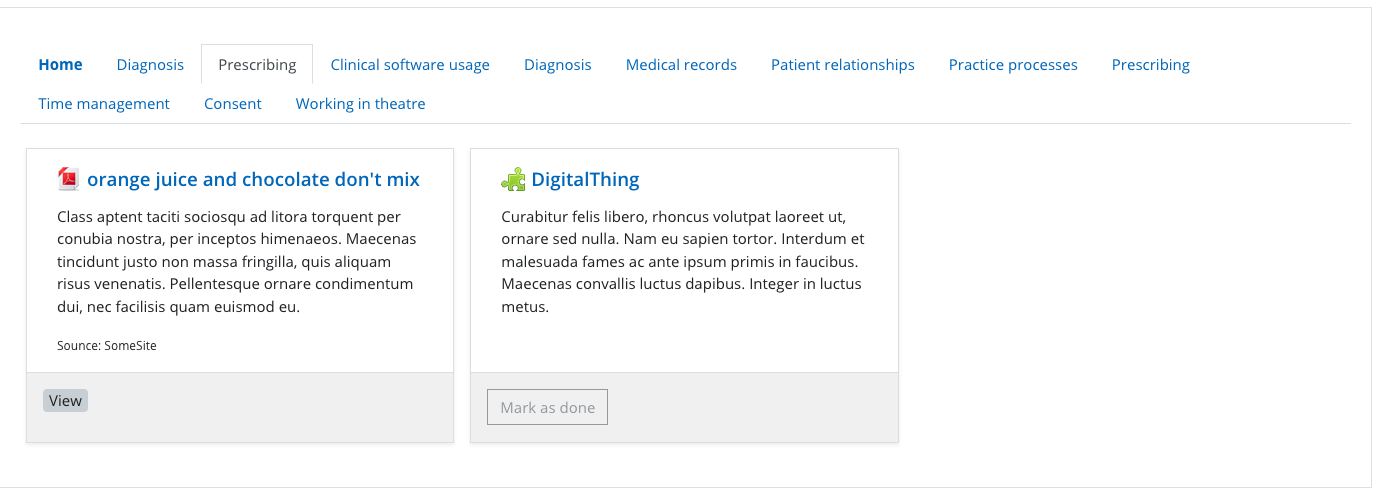 Home Diagnosis Prescribing Clinical software usage Diagnosis Medical records Patient relationships Practice processes Prescribing
Time management Consent Working in theatre
orange juice and chocolate don't mix
Class aptent taciti sociosqu ad litora torquent per
conubia nostra, per inceptos himenaeos. Maecenas
tincidunt justo non massa fringilla, quis aliquam
risus venenatis. Pellentesque ornare condimentum
dui, nec facilisis quam euismod eu.
Source: SomeSite
View
DigitalThing
Curabitur felis libero, rhoncus volutpat laoreet ut,
ornare sed nulla. Nam eu sapien tortor. Interdum et
malesuada fames ac ante ipsum primis in faucibus.
Maecenas convallis luctus dapibus. Integer in luctus
metus.
Mark as done